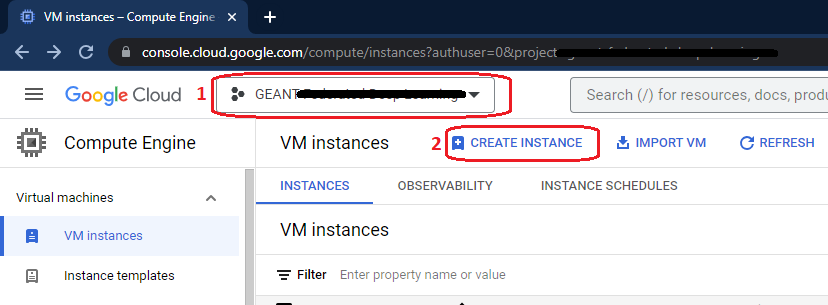 VM instances – Compute Engine
console.cloud.google.com/compute/instances?authuser=0&project
Google Cloud
1
GEANT
Search (/) for resources, docs, produ
Compute Engine
VM instances
2
CREATE INSTANCE
IMPORT VM
REFRESH
INSTANCES
OBSERVABILITY
INSTANCE SCHEDULES
Virtual machines
VM instances
VM instances
Instance templates
Filter
Enter property name or value